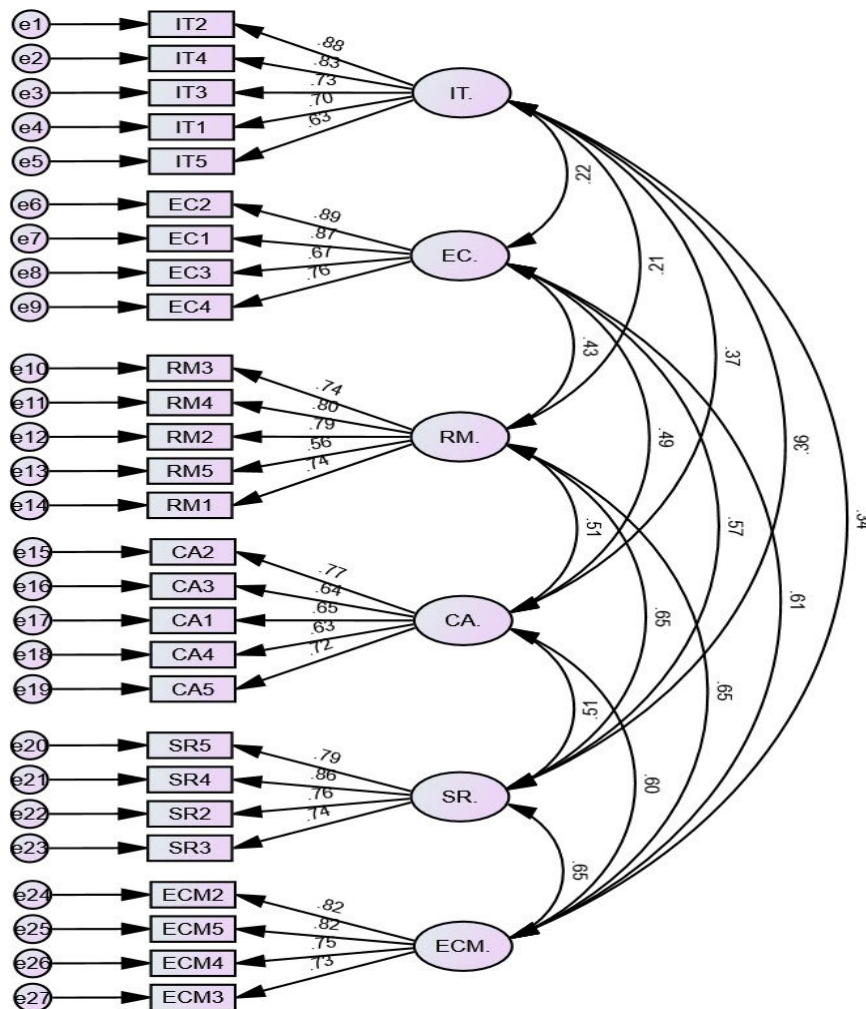 e1 IT2
.88
e2 IT4
.83
e3 IT3
.73
IT.
e4 IT1
.70
e5 IT5
.63
.22
e6 EC2
.89
e7 EC1
.87
EC.
e8 EC3
.67
e9 EC4
.76
.21
.43
.37
e10 RM3
.74
e11 RM4
.80
e12 RM2
.79
RM.
e13 RM5
.56
e14 RM1
.74
.49
.36
.51
.57
.34
e15 CA2
.77
e16 CA3
.64
e17 CA1
.65
CA.
e18 CA4
.63
e19 CA5
.72
.65
.61
.65
.51
e20 SR5
.79
e21 SR4
.86
SR.
e22 SR2
.76
e23 SR3
.74
.60
.65
e24 ECM2
.82
e25 ECM5
.82
ECM.
e26 ECM4
.75
e27 ECM3
.73